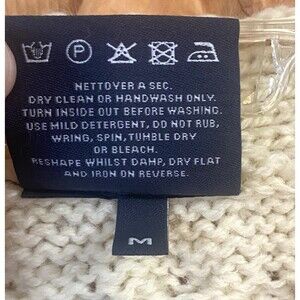 P
NETTOYER A SEC.
DRY CLEAN OR HANDWASH ONLY.
TURN INSIDE OUT BEFORE WASHING.
USE MILD DETERGENT, DO NOT RUB,
WRING, SPIN, TUMBLE DRY
OR BLEACH.
RESHAPE WHILST DAMP, DRY FLAT
AND IRON ON REVERSE.
M